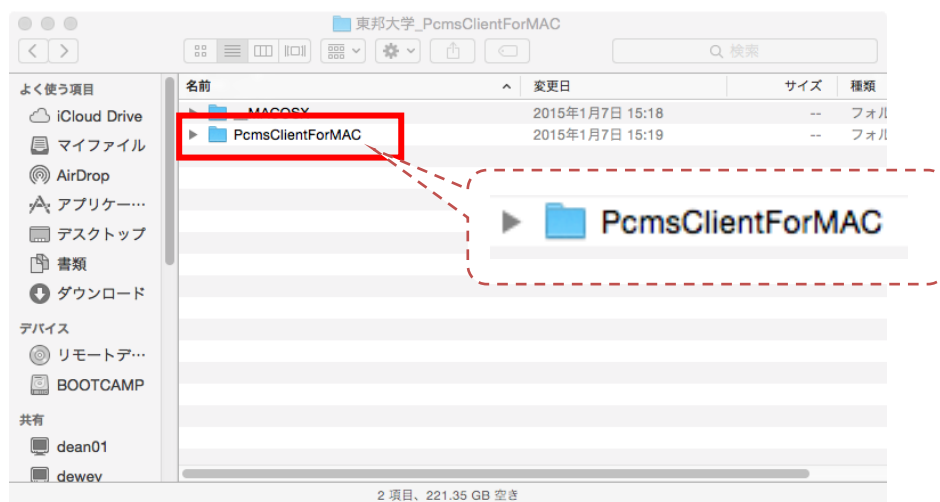 東邦大学_PcmsClientForMAC
検索
よく使う項目
iCloud Drive
マイファイル
AirDrop
アプリケー…
デスクトップ
書類
ダウンロード
デバイス
リモートデ…
BOOTCAMP
共有
dean01
dewey
名前 変更日 サイズ 種類
__MACOSX 2015年1月7日 15:18 -- フォル
PcmsClientForMAC 2015年1月7日 15:19 -- フォル
PcmsClientForMAC
2 項目、221.35 GB 空き